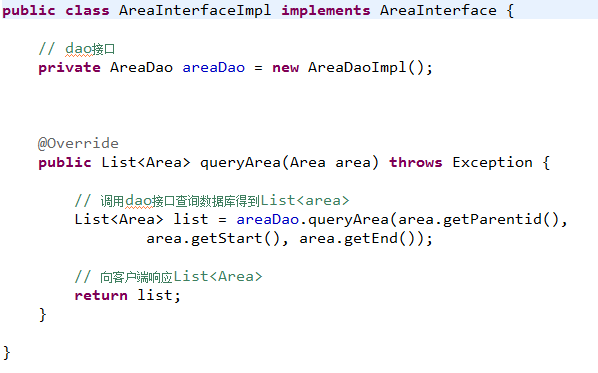 public class AreaInterfaceImpl implements AreaInterface {
// dao接口
private AreaDao areaDao = new AreaDaoImpl();
@Override
public List<Area> queryArea(Area area) throws Exception {
// 调用dao接口查询数据库得到List<area>
List<Area> list = areaDao.queryArea(area.getParentid(),
area.getStart(), area.getEnd());
// 向客户端响应List<Area>
return list;
}
}